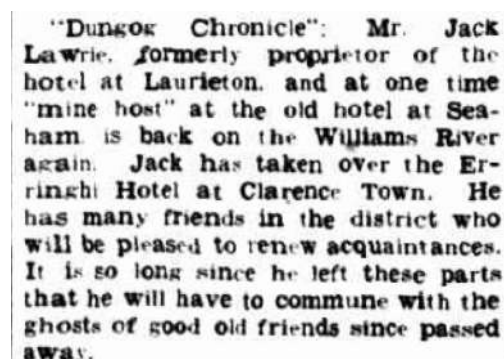 "Dungog Chronicle": Mr. Jack
Lawrie, formerly proprietor of the
hotel at Laurieton, and at one time
"mine host" at the old hotel at Sea-
ham is back on the Williams River
again. Jack has taken over the Er-
ringhi Hotel at Clarence Town. He
has many friends in the district who
will be pleased to renew acquaintances.
It is so long since he left these parts
that he will have to commune with the
ghosts of good old friends since passed
away.